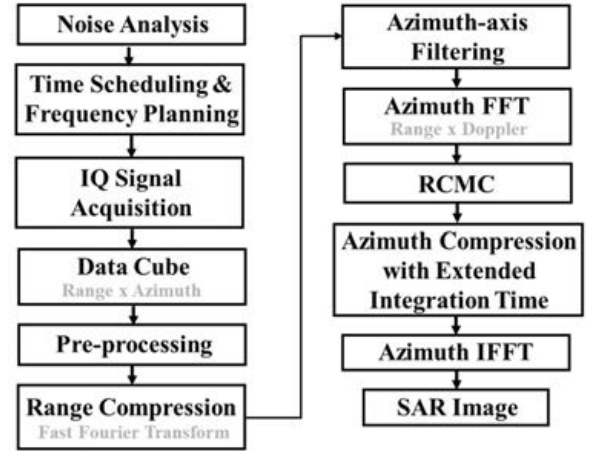 Noise Analysis
Time Scheduling &
Frequency Planning
IQ Signal
Acquisition
Data Cube
Range x Azimuth
Pre-processing
Range Compression
Fast Fourier Transform
Azimuth-axis
Filtering
Azimuth FFT
Range x Doppler
RCMC
Azimuth Compression
with Extended
Integration Time
Azimuth IFFT
SAR Image